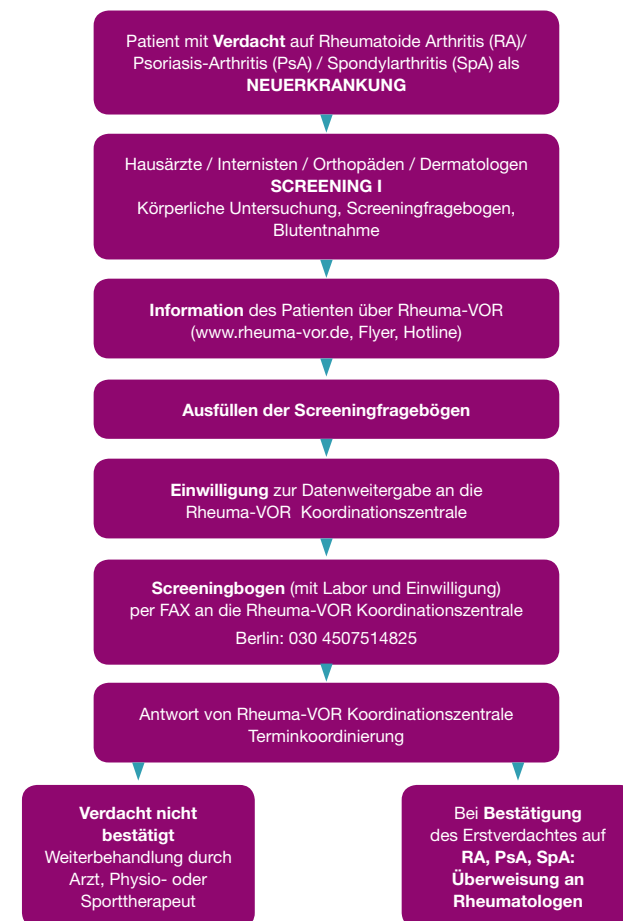 Patient mit Verdacht auf Rheumatoide Arthritis (RA)/
Psoriasis-Arthritis (PsA) / Spondylarthritis (SpA) als
NEUERKRANKUNG
Hausärzte / Internisten / Orthopäden / Dermatologen
SCREENING I
Körperliche Untersuchung, Screeningfragebogen,
Blutentnahme
Information des Patienten über Rheuma-VOR
(www.rheuma-vor.de, Flyer, Hotline)
Ausfüllen der Screeningfragebögen
Einwilligung zur Datenweitergabe an die
Rheuma-VOR Koordinationszentrale
Screeningbogen (mit Labor und Einwilligung)
per FAX an die Rheuma-VOR Koordinationszentrale
Berlin: 030 4507514825
Antwort von Rheuma-VOR Koordinationszentrale
Terminkoordinierung
Verdacht nicht
bestätigt
Weiterbehandlung durch
Arzt, Physio- oder
Sporttherapeut
Bei Bestätigung
des Erstverdachtes auf
RA, PsA, SpA:
Überweisung an
Rheumatologen